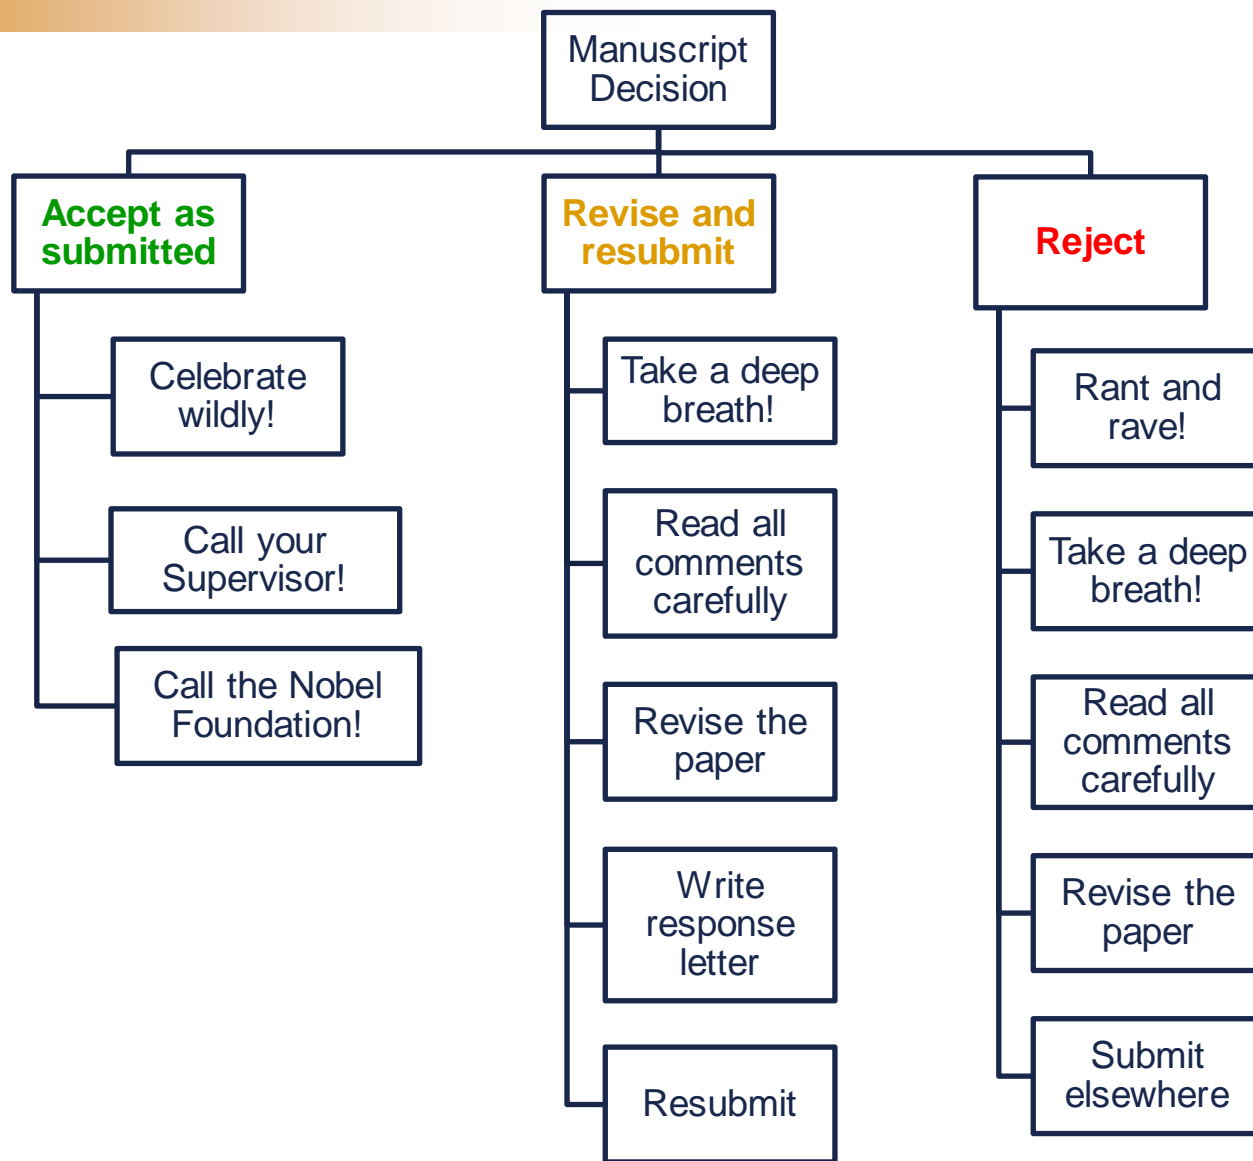 Manuscript
Decision
Accept as
submitted
Celebrate
wildly!
Call your
Supervisor!
Call the Nobel
Foundation!
Revise and
resubmit
Take a deep
breath!
Read all
comments
carefully
Revise the
paper
Write
response
letter
Resubmit
Reject
Rant and
rave!
Take a deep
breath!
Read all
comments
carefully
Revise the
paper
Submit
elsewhere